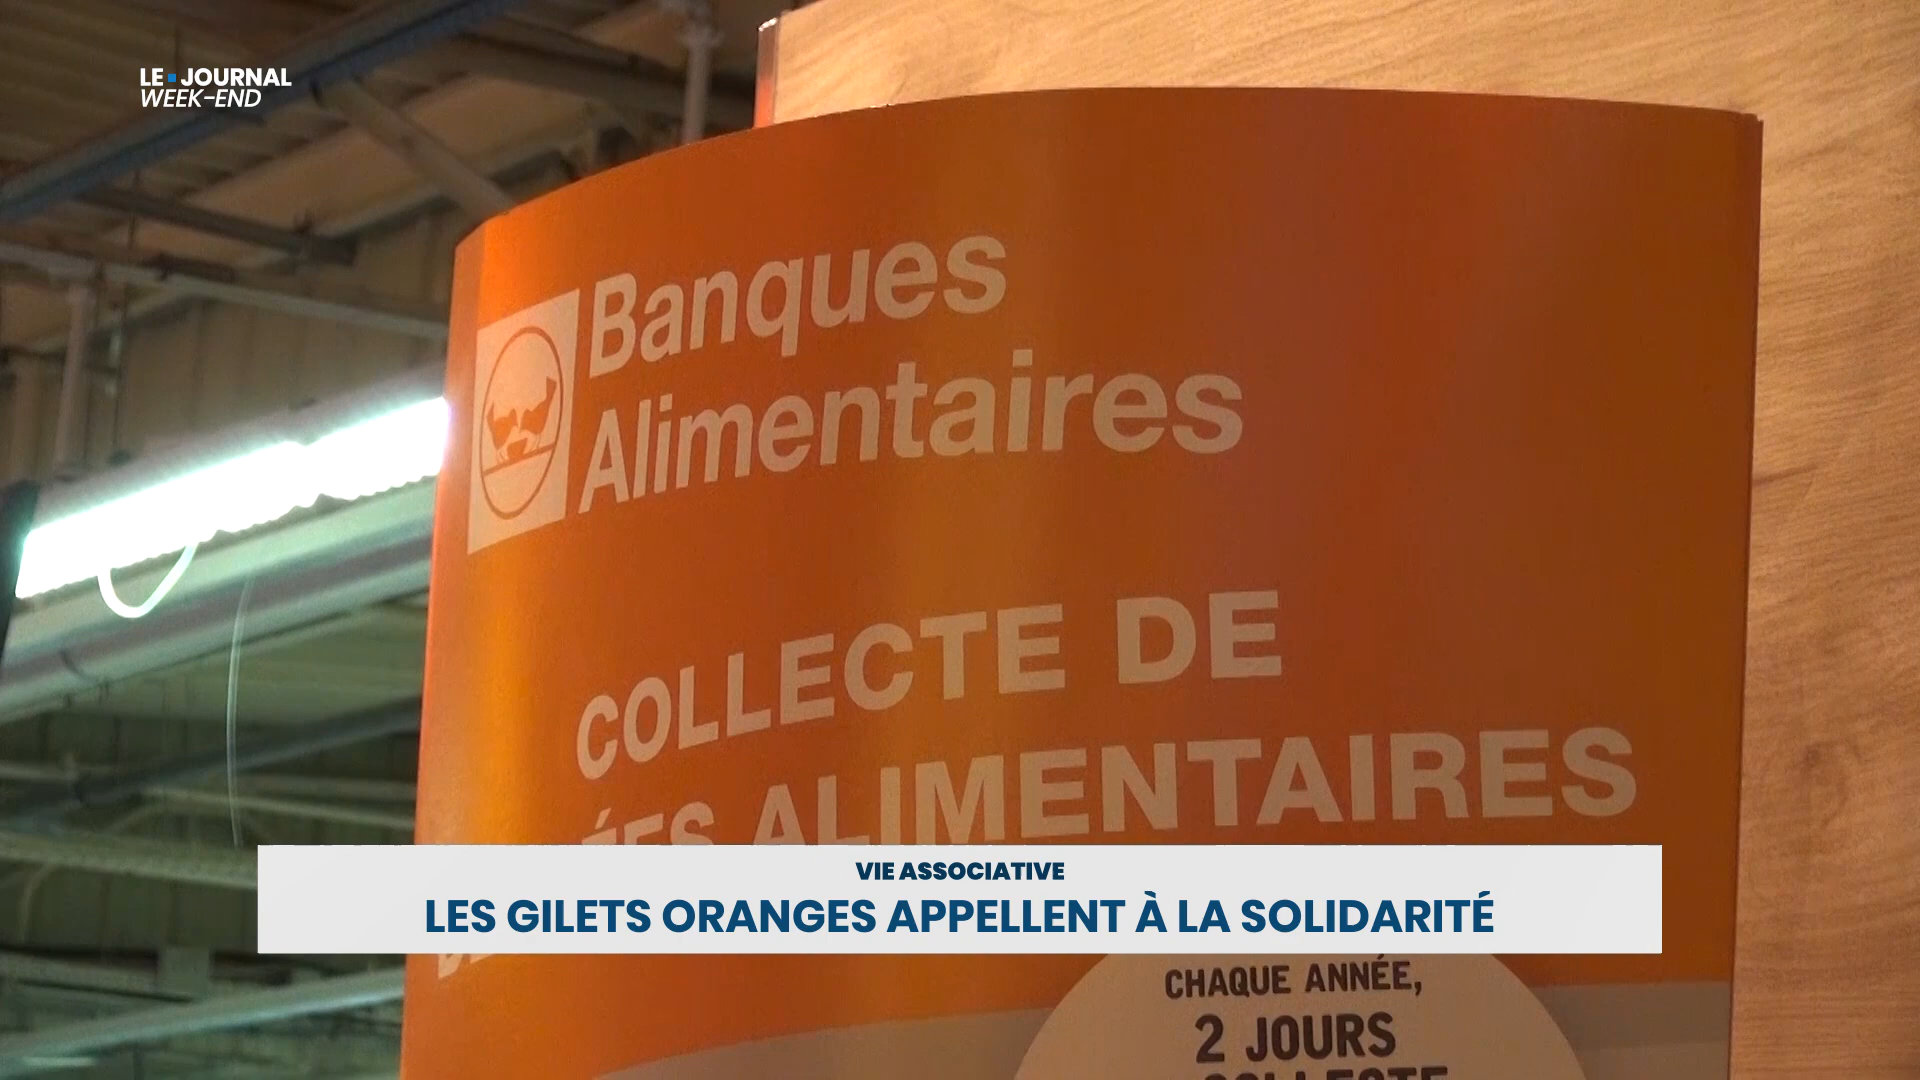 LE JOURNAL
WEEK-END
Banques
Alimentaires
COLLECTE DE
ALIMENTAIRES
VIE ASSOCIATIVE
LES GILETS ORANGES APPELLENT À LA SOLIDARITÉ
CHAQUE ANNÉE,
2 JOURS